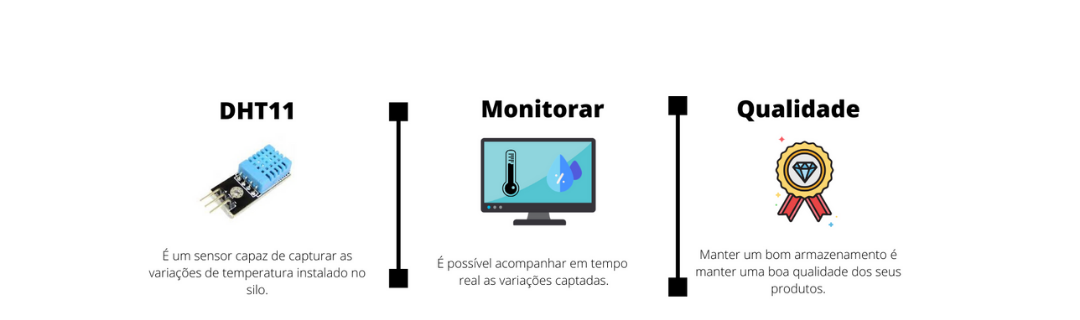 DHT11
É um sensor capaz de capturar as
variações de temperatura instalado no
silo.
Monitorar
%
É possível acompanhar em tempo
real as variações captadas.
Qualidade
Manter um bom armazenamento é
manter uma boa qualidade dos seus
produtos.